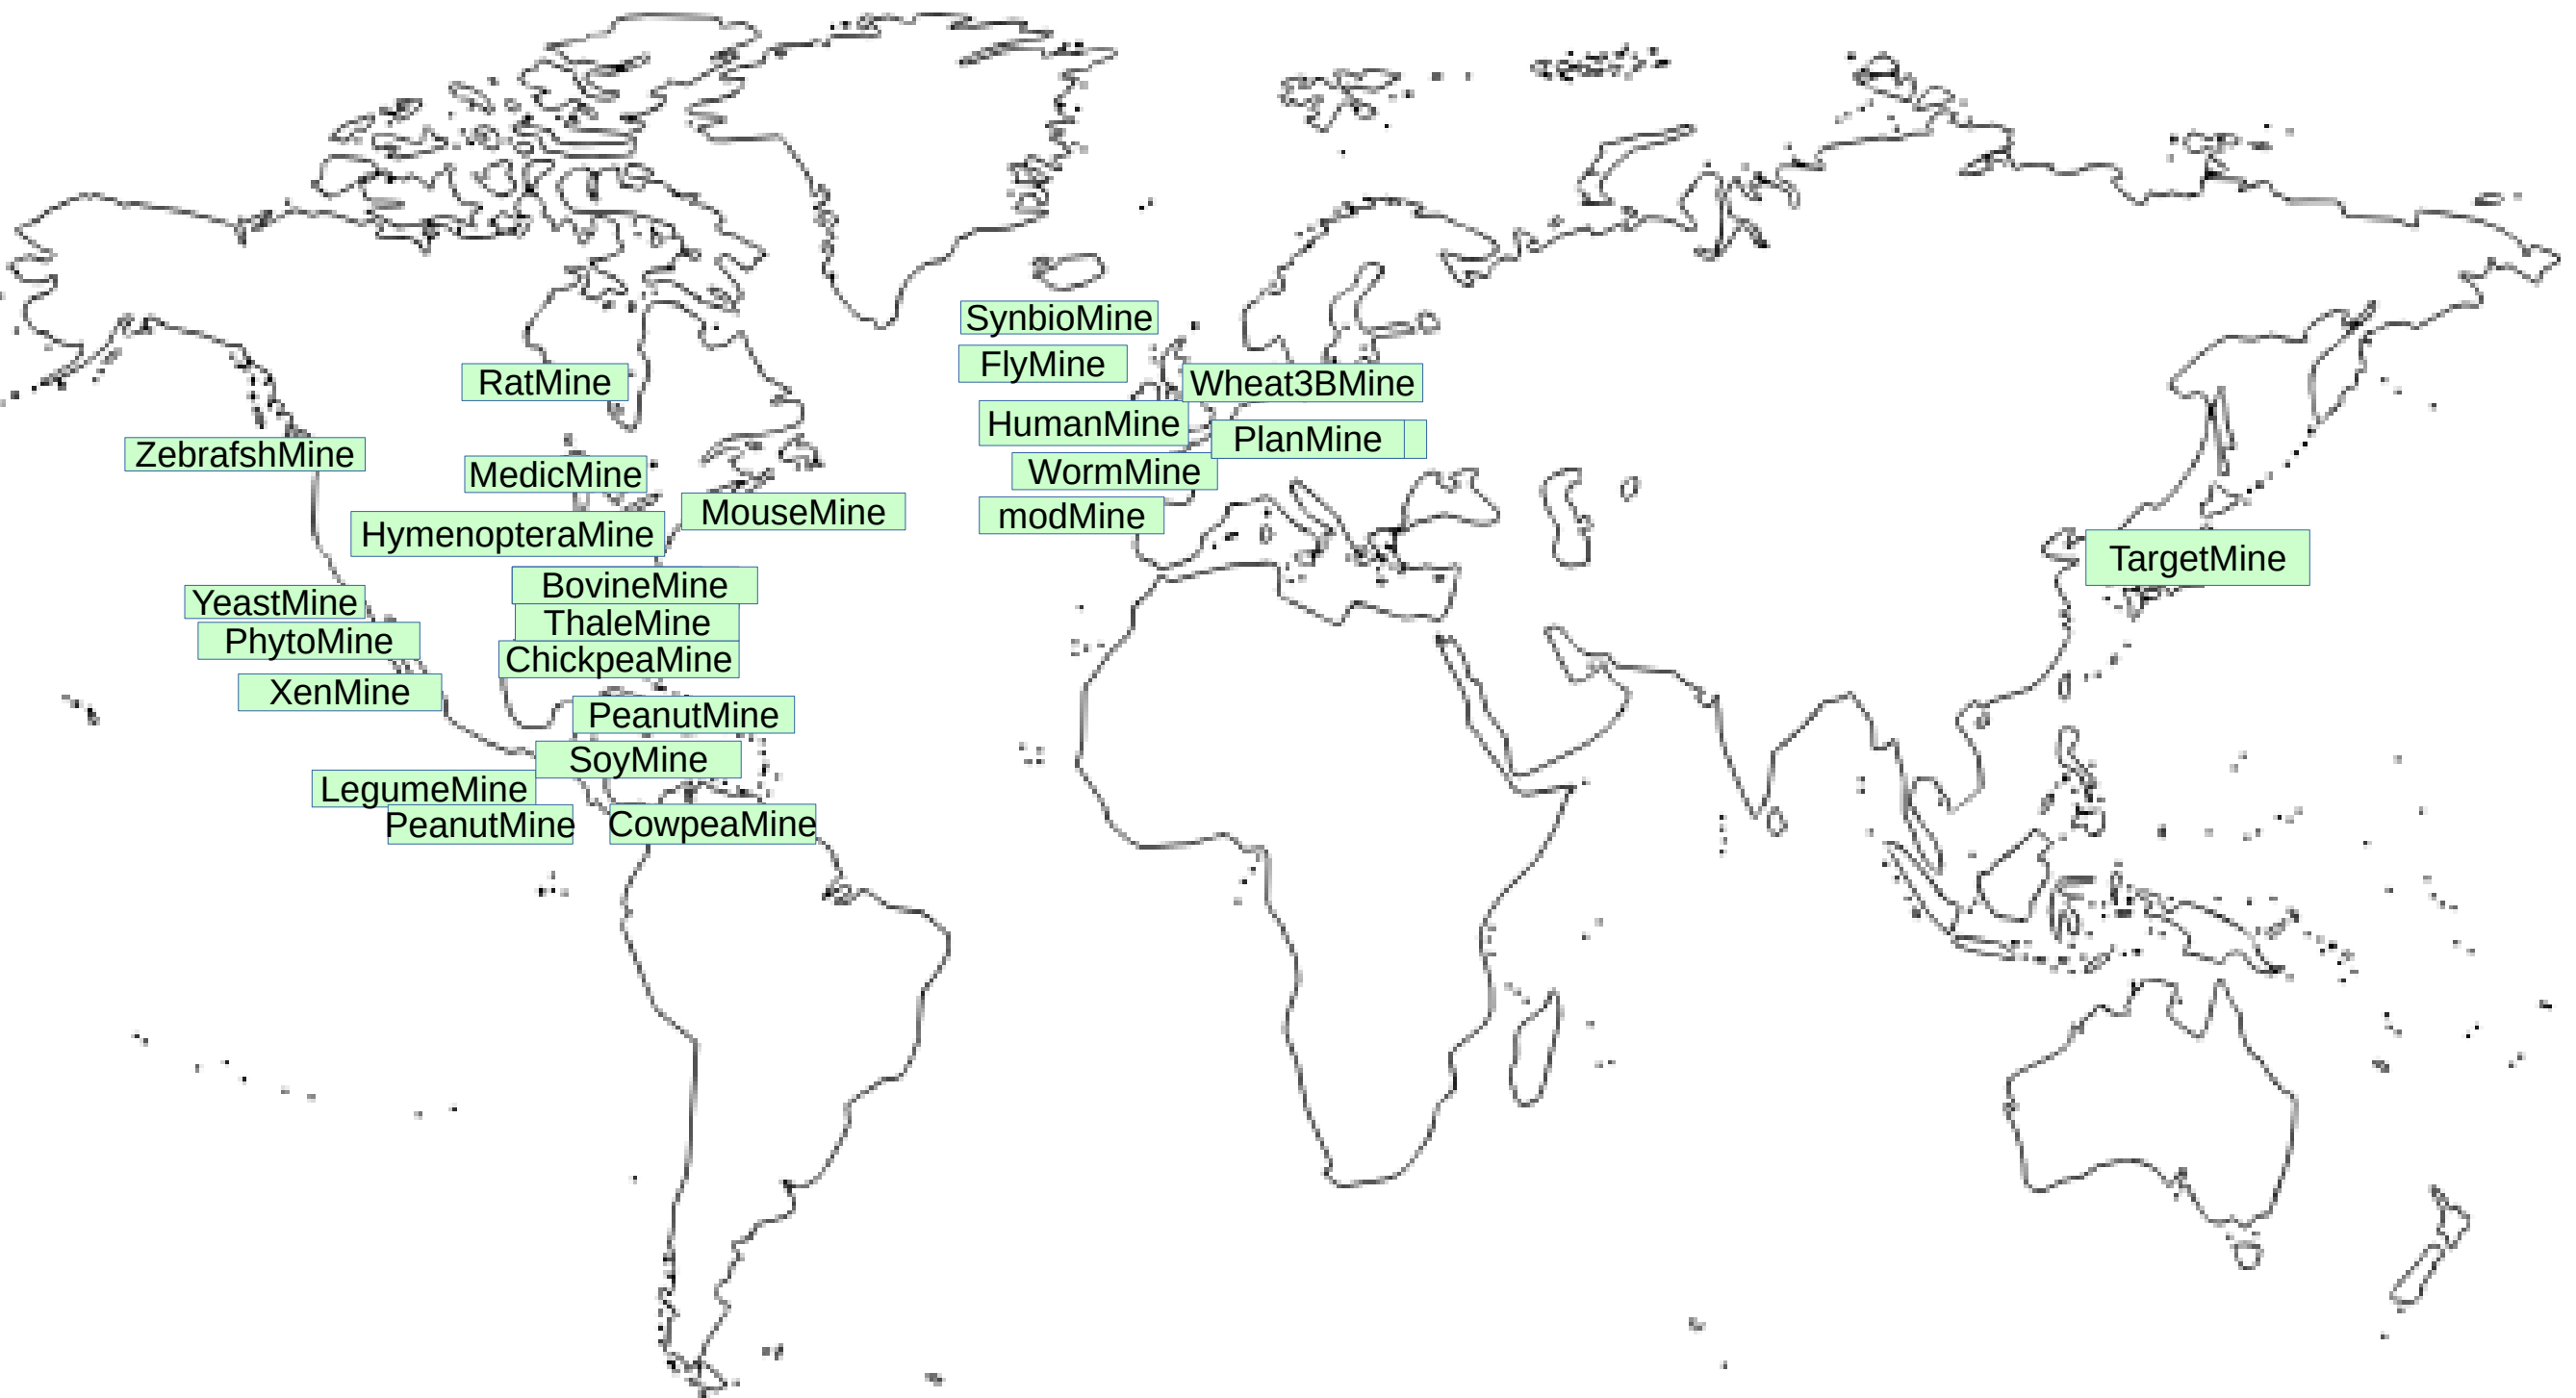 SynbioMine
FlyMine
RatMine
Wheat3BMine
HumanMine
PlanMine
ZebrafshMine
MedicMine
WormMine
MouseMine
modMine
HymenopteraMine
TargetMine
BovineMine
YeastMine
ThaleMine
PhytoMine
ChickpeaMine
XenMine
PeanutMine
SoyMine
LegumeMine
PeanutMine
CowpeaMine